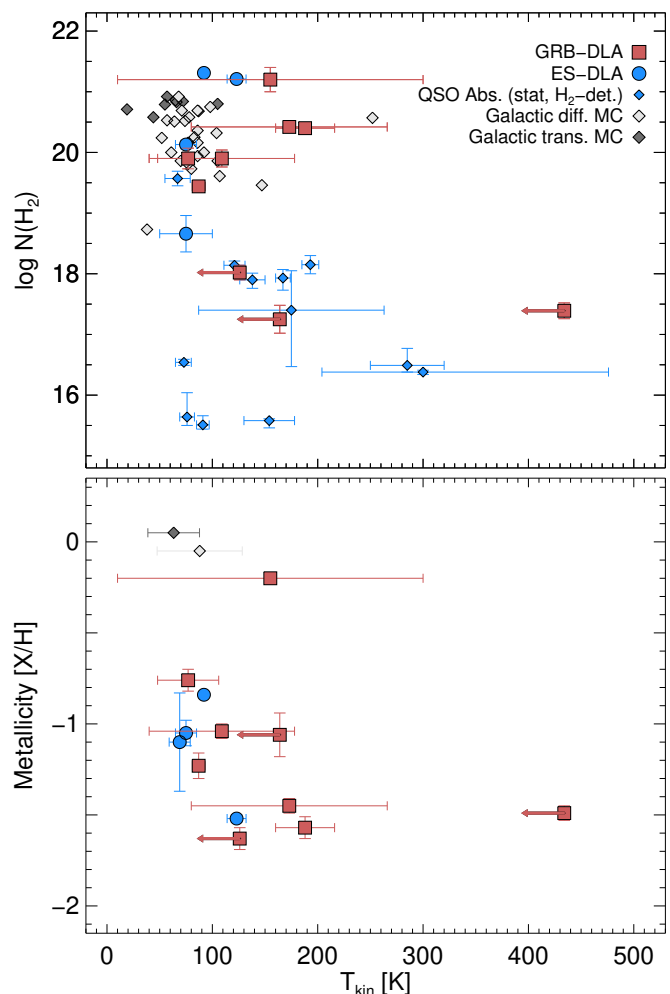 22
GRB−DLA
ES−DLA
QSO Abs. (stat, H₂−det.)
Galactic diff. MC
Galactic trans. MC
20
log N(H₂)
18
16
0
Metallicity [X/H]
−1
−2
0 100 200 300 400 500
T_kin [K]